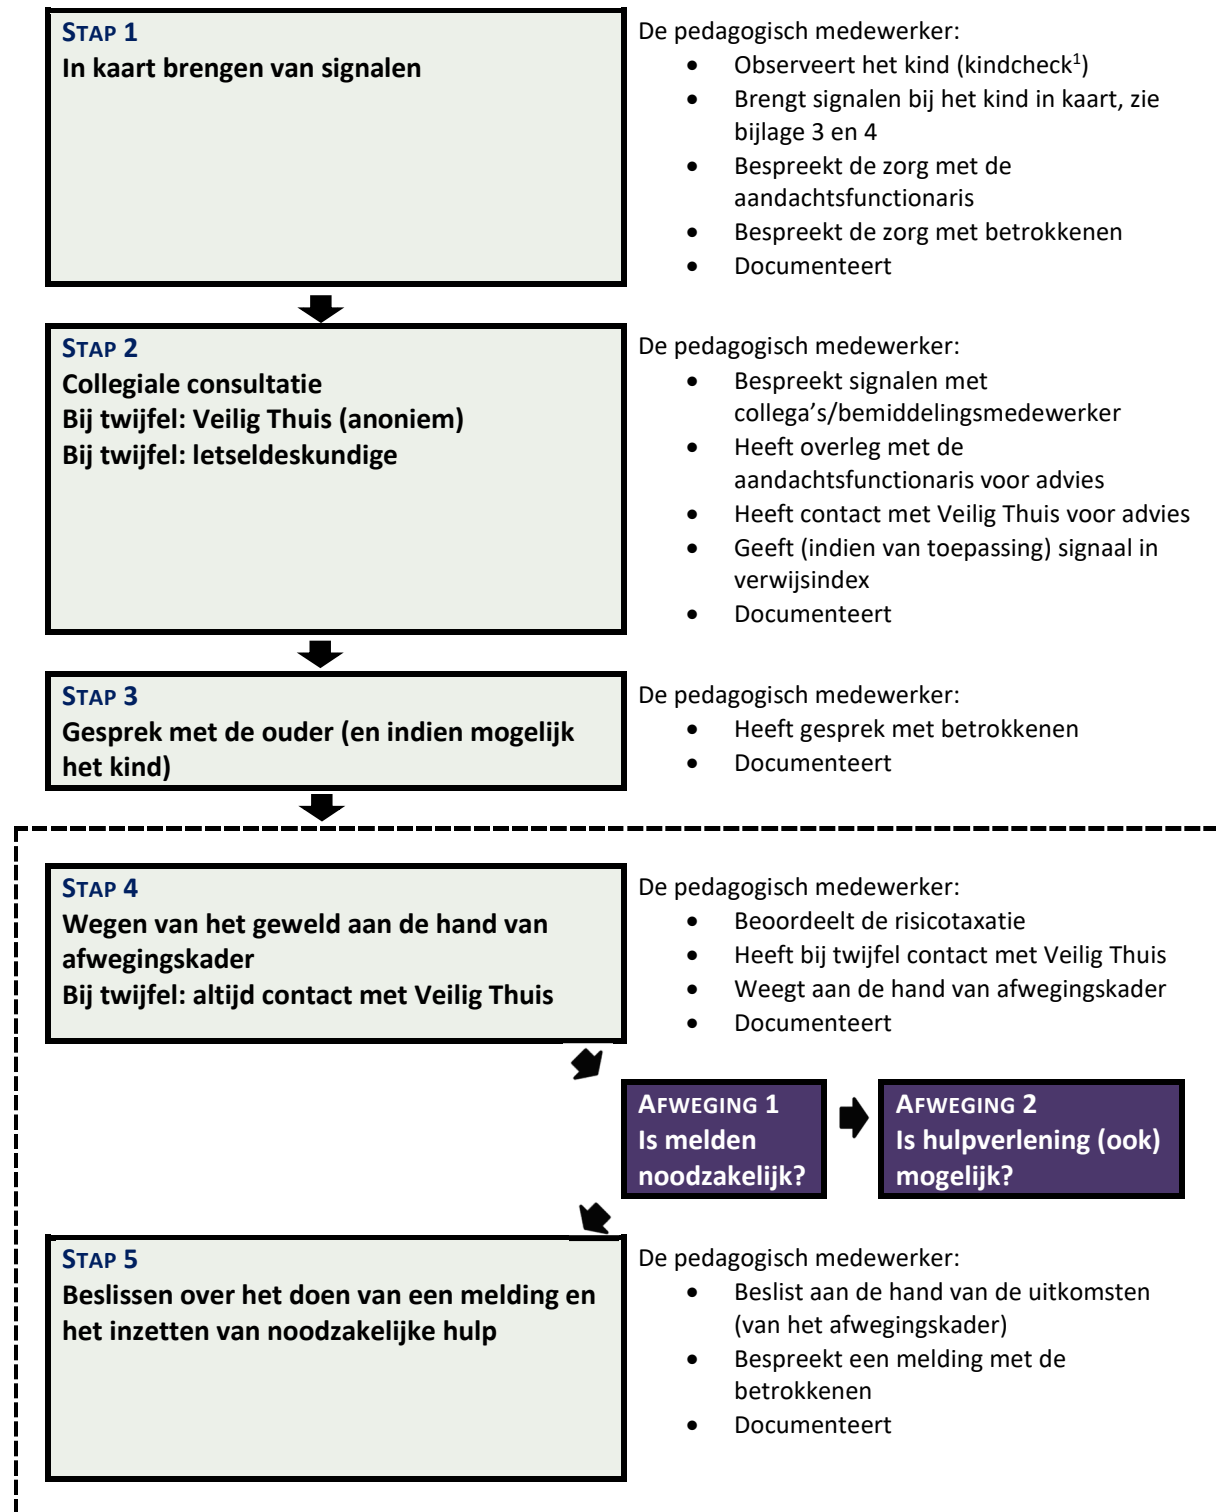 STAP 1
In kaart brengen van signalen
De pedagogisch medewerker:
• Observeert het kind (kindcheck¹)
• Brengt signalen bij het kind in kaart, zie
bijlage 3 en 4
• Bespreekt de zorg met de
aandachtsfunctionaris
• Bespreekt de zorg met betrokkenen
• Documenteert
STAP 2
Collegiale consultatie
Bij twijfel: Veilig Thuis (anoniem)
Bij twijfel: letseldeskundige
De pedagogisch medewerker:
• Bespreekt signalen met
collega’s/bemiddelingsmedewerker
• Heeft overleg met de
aandachtsfunctionaris voor advies
• Heeft contact met Veilig Thuis voor advies
• Geeft (indien van toepassing) signaal in
verwijsindex
• Documenteert
STAP 3
Gesprek met de ouder (en indien mogelijk
het kind)
De pedagogisch medewerker:
• Heeft gesprek met betrokkenen
• Documenteert
STAP 4
Wegen van het geweld aan de hand van
afwegingskader
Bij twijfel: altijd contact met Veilig Thuis
De pedagogisch medewerker:
• Beoordeelt de risicotaxatie
• Heeft bij twijfel contact met Veilig Thuis
• Weegt aan de hand van afwegingskader
• Documenteert
AFWEGING 1
Is melden
noodzakelijk?
AFWEGING 2
Is hulpverlening (ook)
mogelijk?
STAP 5
Beslissen over het doen van een melding en
het inzetten van noodzakelijke hulp
De pedagogisch medewerker:
• Beslist aan de hand van de uitkomsten
(van het afwegingskader)
• Bespreekt een melding met de
betrokkenen
• Documenteert